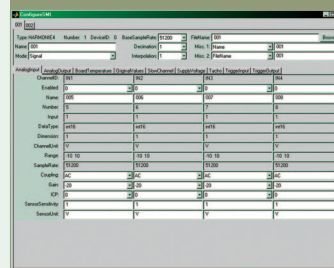 ConfigureSMI
001 002
Type: HARMONIE4 Number: 1 DeviceID: 0 BaseSampleRate: 51200 FileName: 001 Browse
Name: 001 Decimation: 1 Misc. 1: Name 001
Mode: Signal Interpolation: 1 Misc. 2: FileName 001
AnalogInput AnalogOutput BoardTemperature OriginalValues SlowChannel SupplyVoltage Tacho TriggerInput TriggerOutput
ChannelID: IN1 IN2 IN3 IN4
Enabled: 0 0 0 0
Name: 005 006 007 008
Number: 5 6 7 8
Input: 1 1 1 1
DataType: int16 int16 int16 int16
Dimension: 1 1 1 1
ChannelUnit: V V V V
Range: -10 10 -10 10 -10 10 -10 10
SampleRate: 51200 51200 51200 51200
Coupling: AC AC AC AC
Gain: -20 -20 -20 -20
ICP: 0 0 0 0
SensorSensitivity: 1 1 1 1
SensorUnit: V V V V